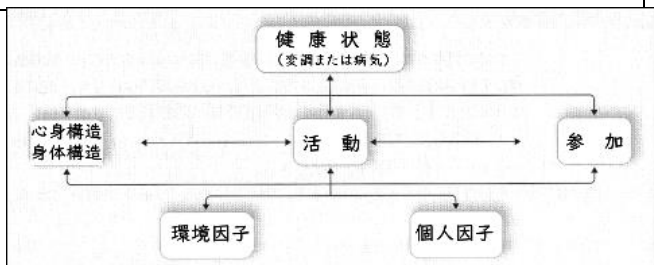 健康状態
(変調または病気)
心身構造
身体構造
活動
参加
環境因子
個人因子